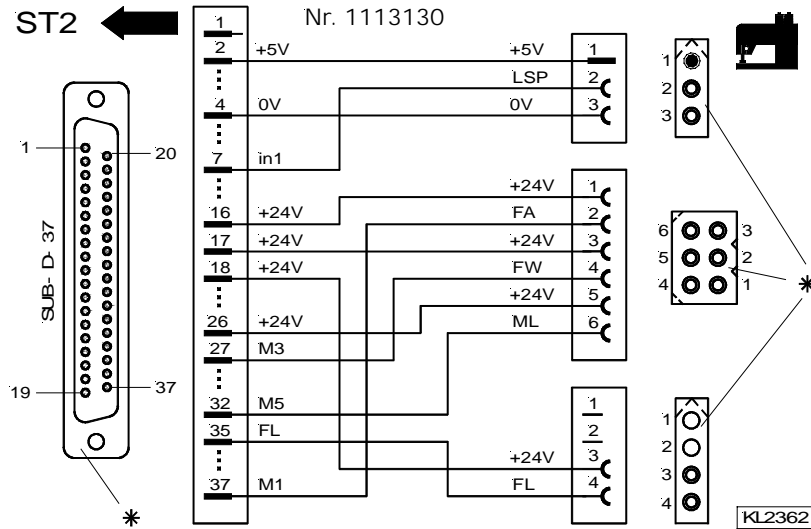 ST2
Nr. 1113130
1
2 +5V +5V 1
LSP 2
4 0V 0V 3
7 in1
16 +24V +24V 1
FA 2
17 +24V +24V 3
18 +24V FW 4
+24V 5
26 +24V ML 6
27 M3
32 M5 1
35 FL 2
+24V 3
37 M1 FL 4
1 20
SUB-D-37
19 37
*
1
2
3
6 3
5 2
4 1
*
1
2
3
4
KL2362